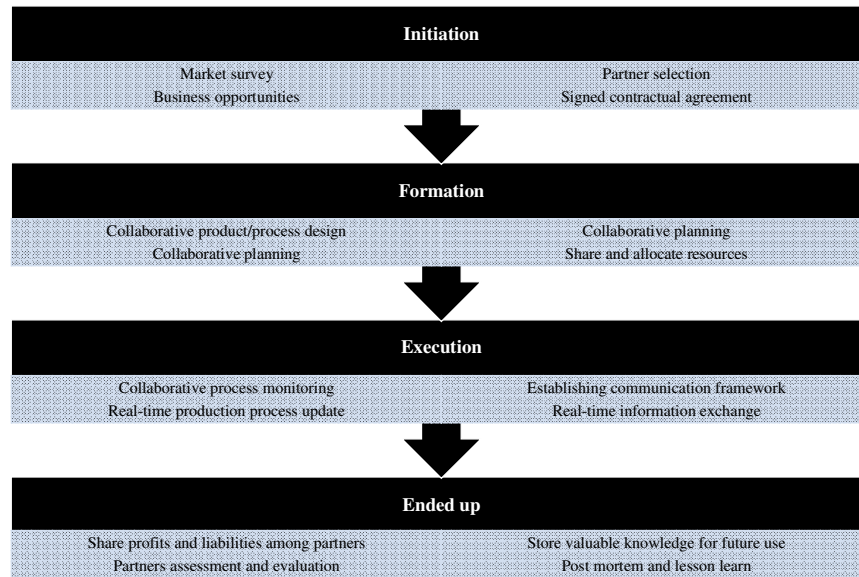 Initiation
Market survey
Business opportunities
Partner selection
Signed contractual agreement
Formation
Collaborative product/process design
Collaborative planning
Collaborative planning
Share and allocate resources
Execution
Collaborative process monitoring
Real-time production process update
Establishing communication framework
Real-time information exchange
Ended up
Share profits and liabilities among partners
Partners assessment and evaluation
Store valuable knowledge for future use
Post mortem and lesson learn